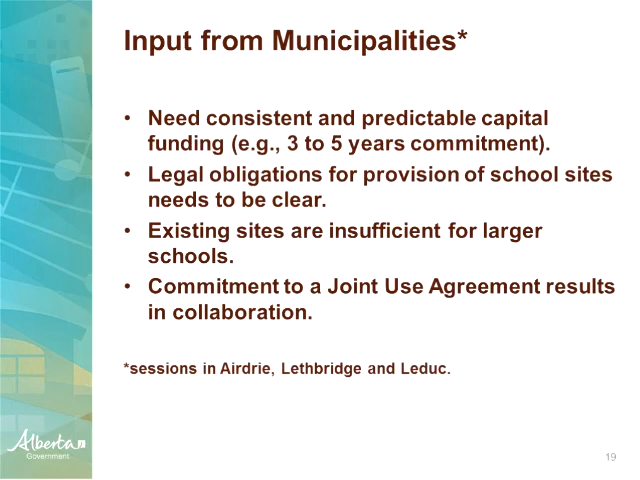 Input from Municipalities*
• Need consistent and predictable capital
funding (e.g., 3 to 5 years commitment).
• Legal obligations for provision of school sites
needs to be clear.
• Existing sites are insufficient for larger
schools.
• Commitment to a Joint Use Agreement results
in collaboration.
*sessions in Airdrie, Lethbridge and Leduc.
Alberta
Government
19